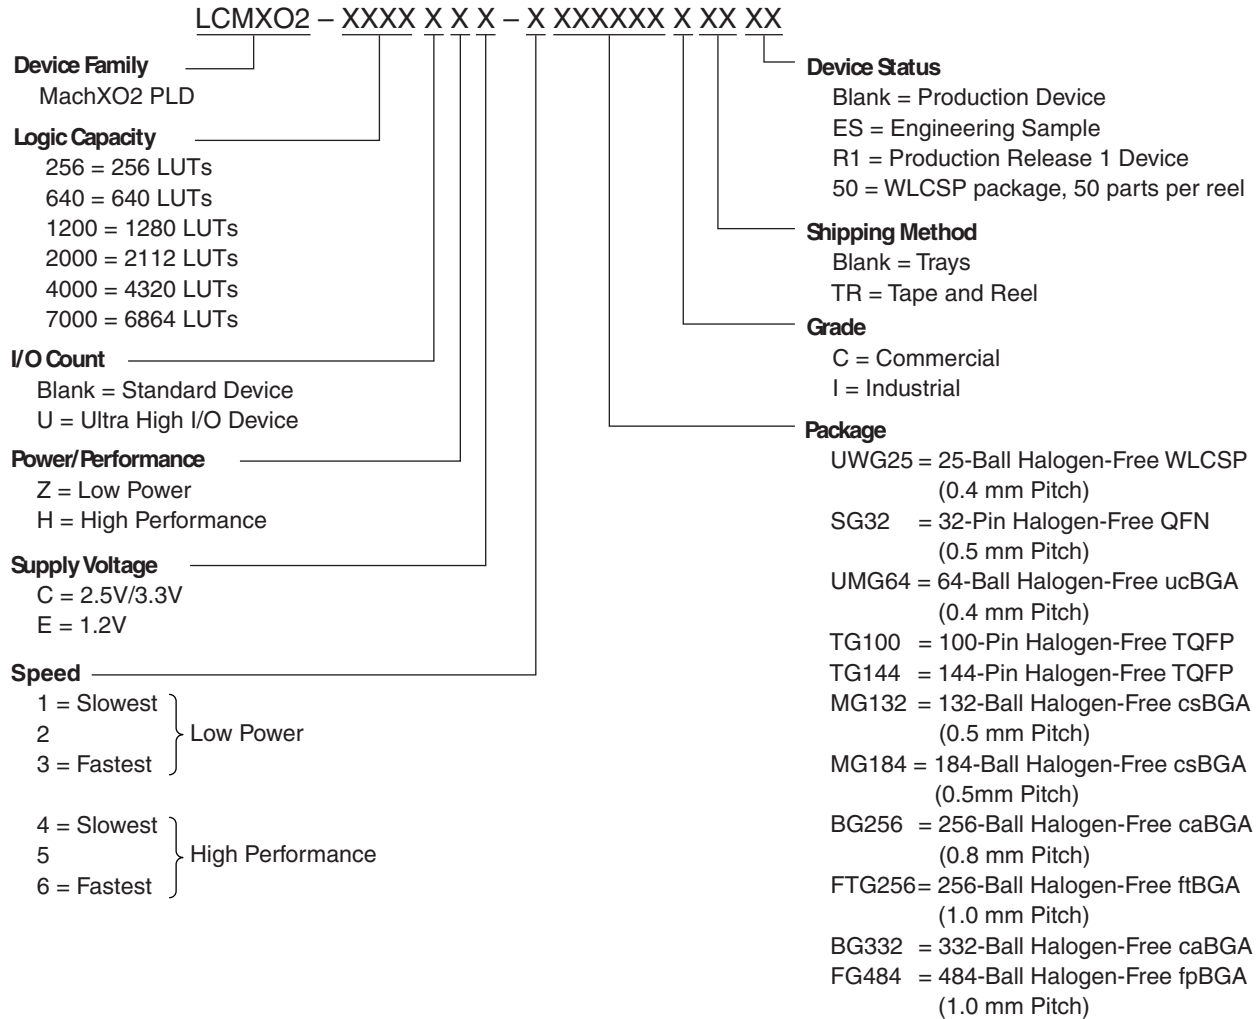 LCMXO2 – XXXX X X X – X XXXXXX X XX XX
Device Family
MachXO2 PLD
Logic Capacity
256 = 256 LUTs
640 = 640 LUTs
1200 = 1280 LUTs
2000 = 2112 LUTs
4000 = 4320 LUTs
7000 = 6864 LUTs
I/O Count
Blank = Standard Device
U = Ultra High I/O Device
Power/Performance
Z = Low Power
H = High Performance
Supply Voltage
C = 2.5V/3.3V
E = 1.2V
Speed
1 = Slowest
2
Low Power
3 = Fastest
4 = Slowest
5
High Performance
6 = Fastest
Device Status
Blank = Production Device
ES = Engineering Sample
R1 = Production Release 1 Device
50 = WLCSP package, 50 parts per reel
Shipping Method
Blank = Trays
TR = Tape and Reel
Grade
C = Commercial
I = Industrial
Package
UWG25 = 25-Ball Halogen-Free WLCSP
(0.4 mm Pitch)
SG32 = 32-Pin Halogen-Free QFN
(0.5 mm Pitch)
UMG64 = 64-Ball Halogen-Free ucBGA
(0.4 mm Pitch)
TG100 = 100-Pin Halogen-Free TQFP
TG144 = 144-Pin Halogen-Free TQFP
MG132 = 132-Ball Halogen-Free csBGA
(0.5 mm Pitch)
MG184 = 184-Ball Halogen-Free csBGA
(0.5mm Pitch)
BG256 = 256-Ball Halogen-Free caBGA
(0.8 mm Pitch)
FTG256= 256-Ball Halogen-Free ftBGA
(1.0 mm Pitch)
BG332 = 332-Ball Halogen-Free caBGA
FG484 = 484-Ball Halogen-Free fpBGA
(1.0 mm Pitch)